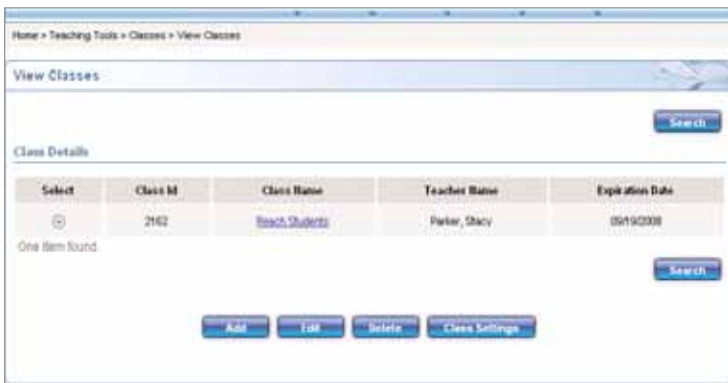 Home > Teaching Tools > Classes > View Classes
View Classes
Search
Class Details
Select Class Id Class Name Teacher Name Expiration Date
2162 Reach Students Parker, Stacy 09/19/2008
One item found.
Search
Add Edit Delete Class Settings